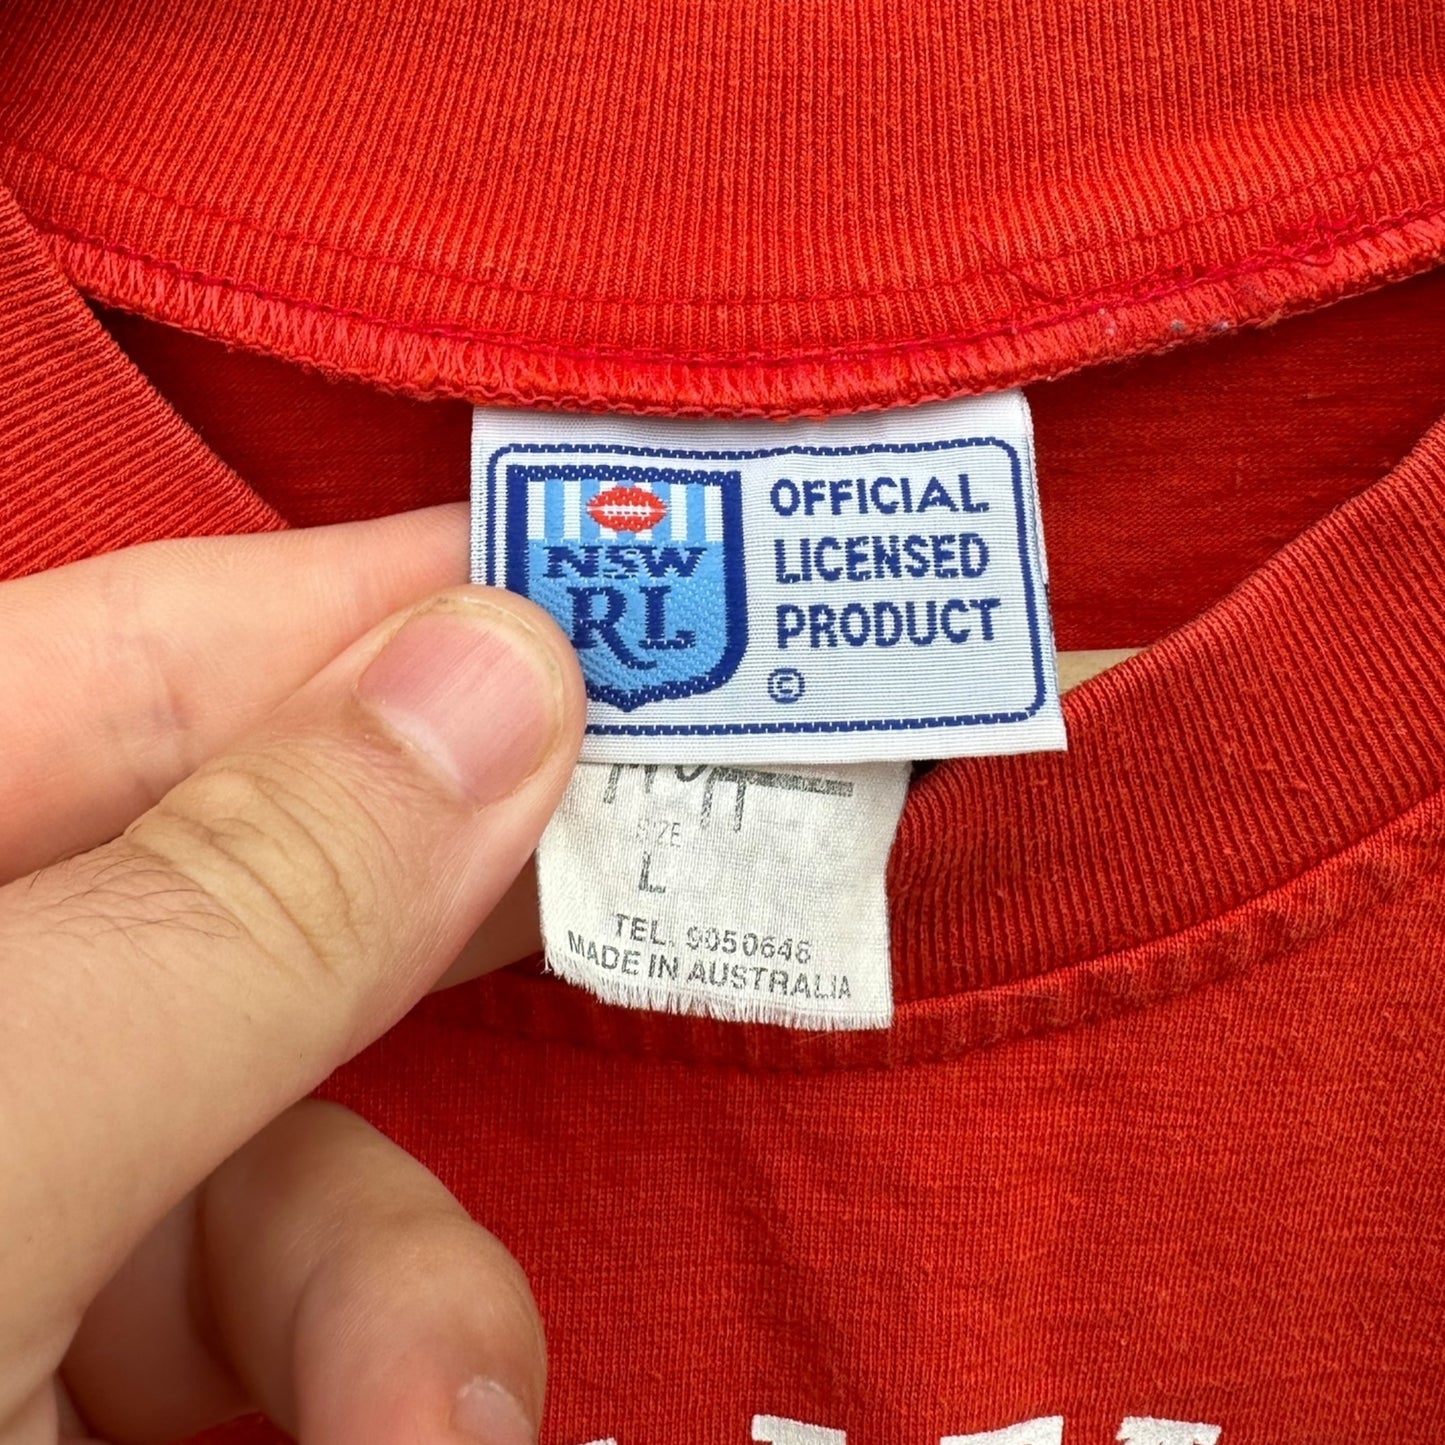 NSW
RL
OFFICIAL
LICENSED
PRODUCT
©
SIZE
L
TEL. 9050646
MADE IN AUSTRALIA